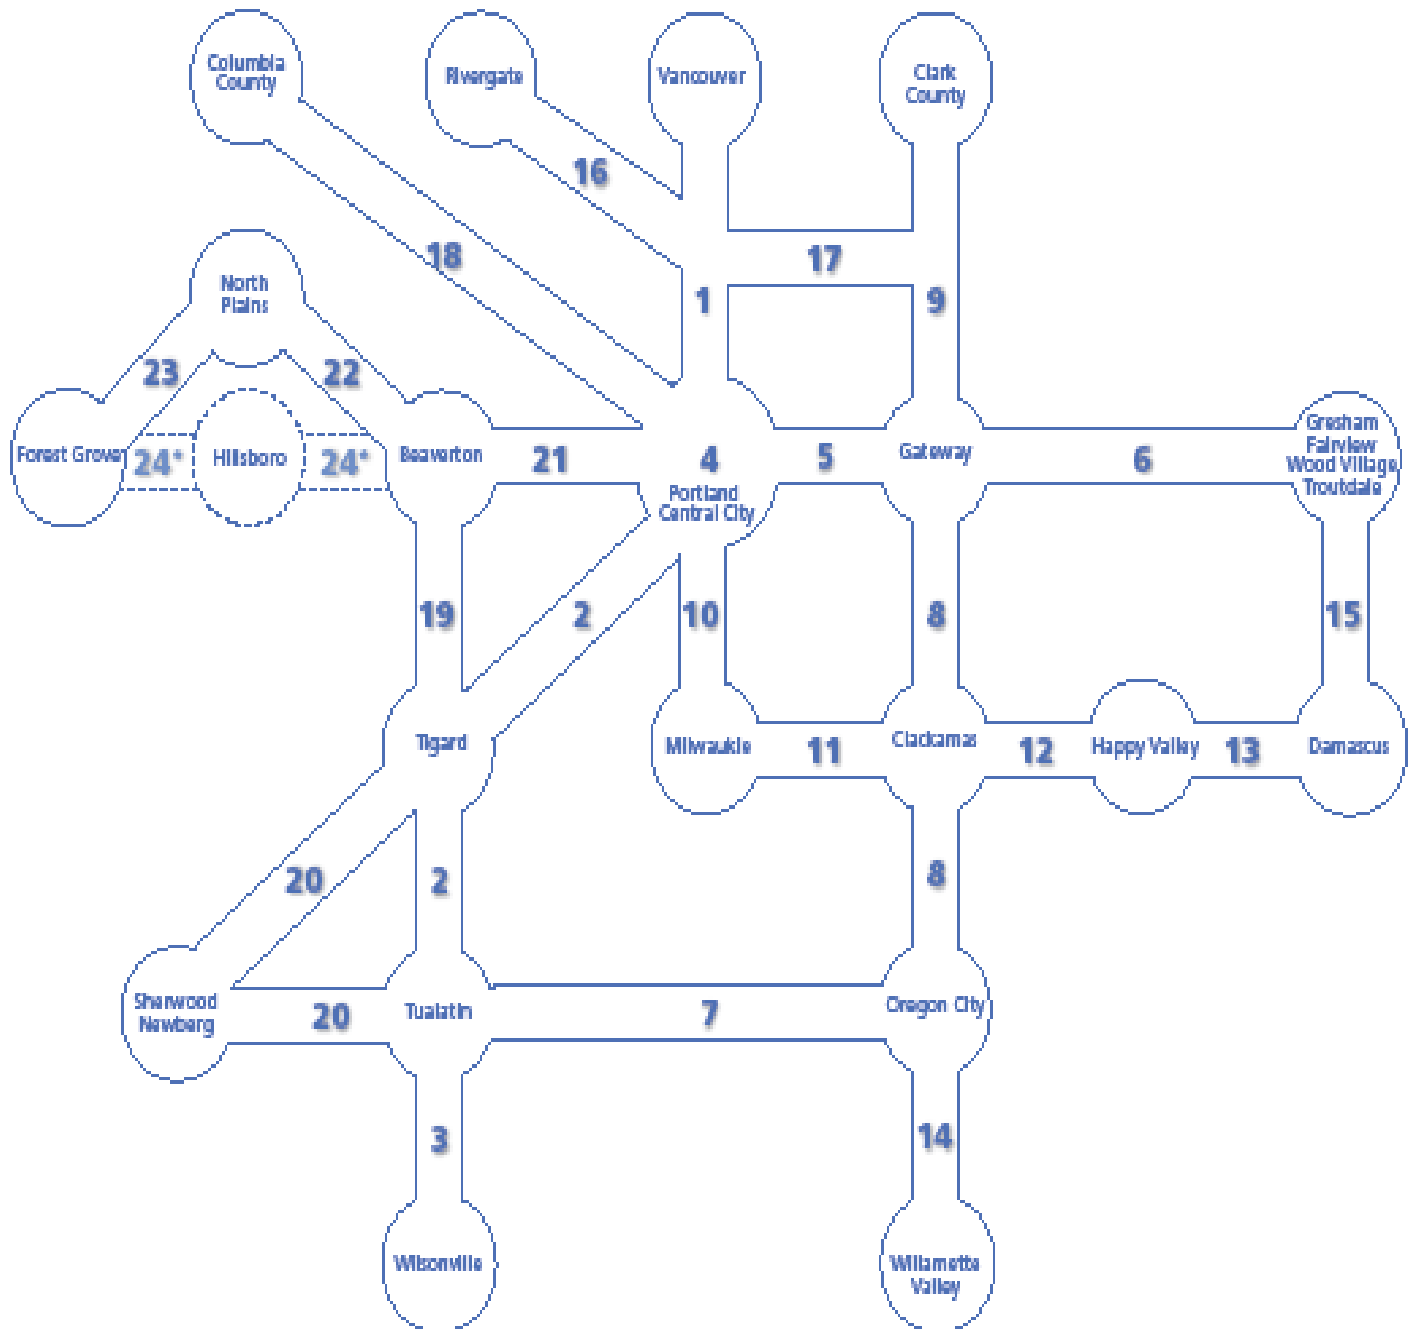 Columbia
County
Rivergate
Vancouver
Clark
County
16
18
17
1
9
North
Plains
23
22
Forest Grove
24*
Hillsboro
24*
Beaverton
21
4
Portland
Central City
5
Gateway
6
Gresham
Fairview
Wood Village
Troutdale
19
2
10
8
15
Tigard
Milwaukie
11
Clackamas
12
Happy Valley
13
Damascus
20
2
8
Sherwood
Newberg
20
Tualatin
7
Oregon City
3
14
Wilsonville
Willamette
Valley